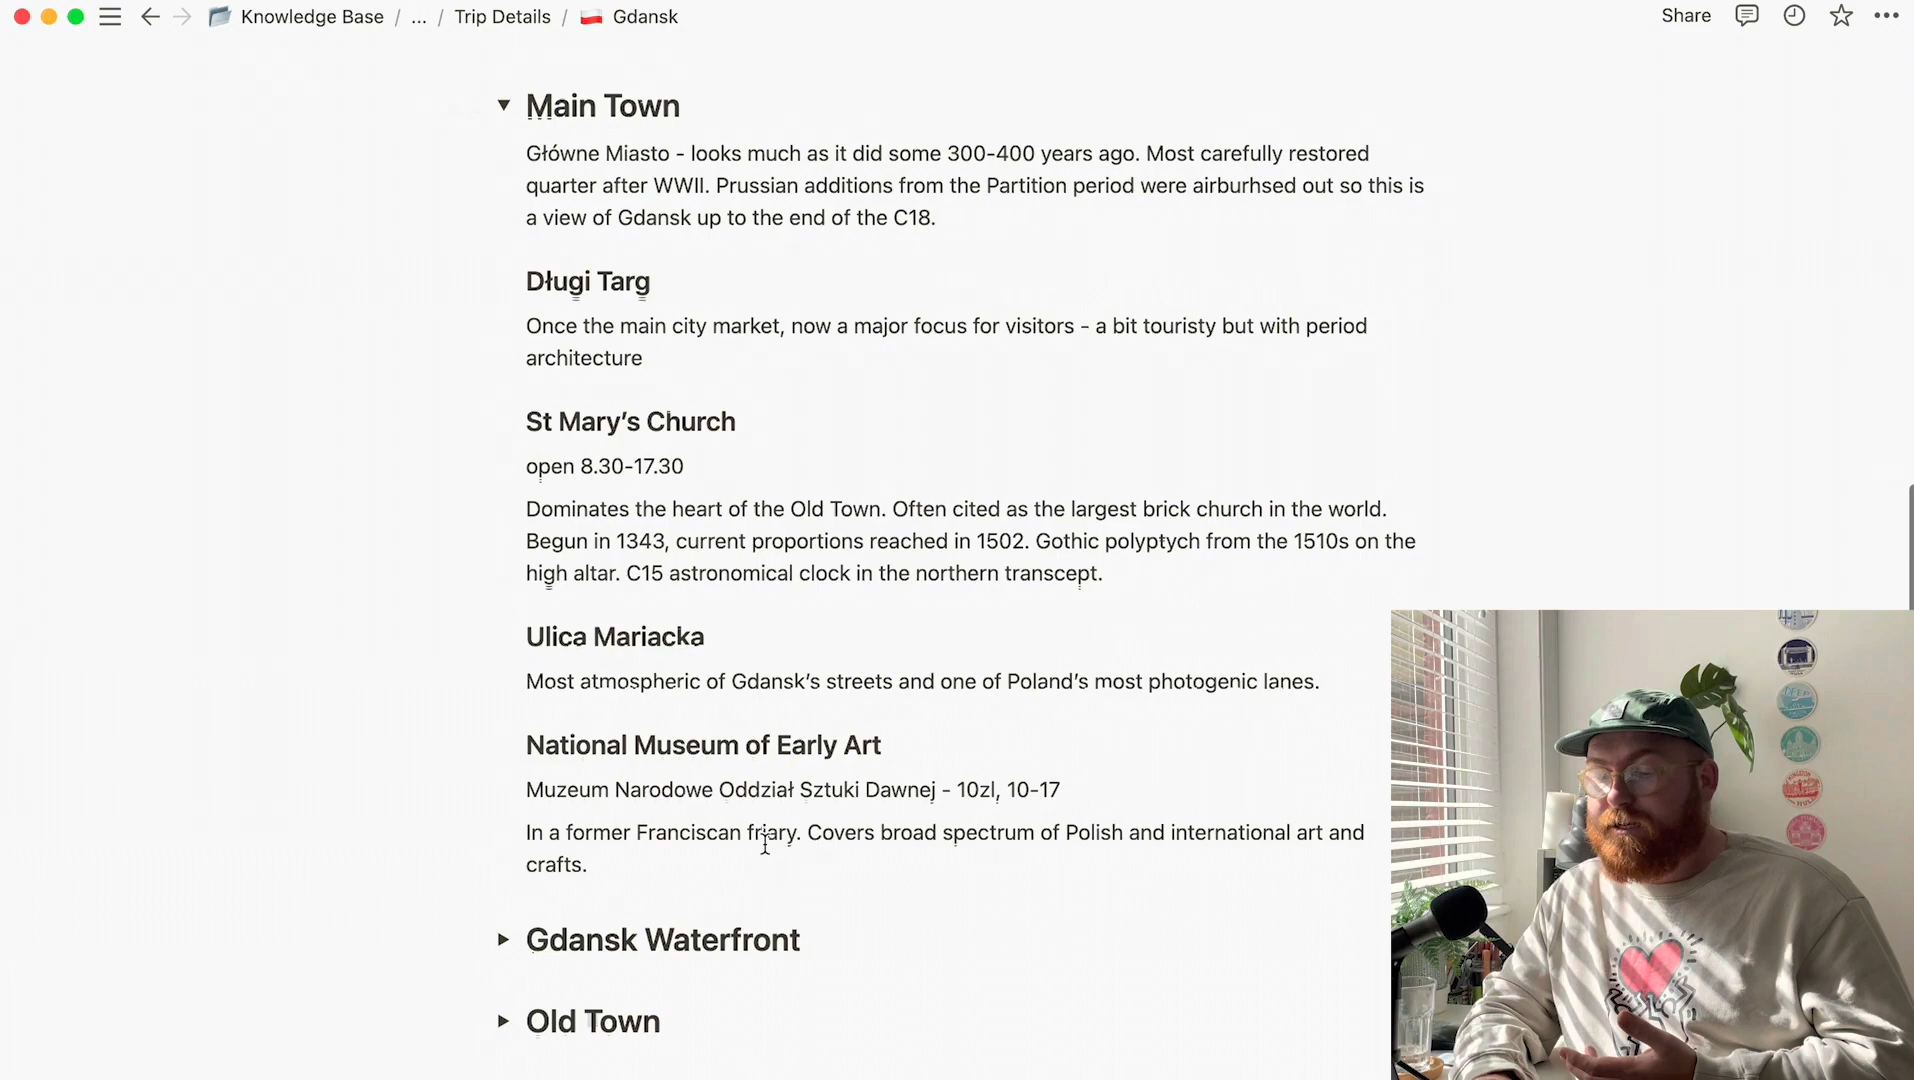 Knowledge Base / ... / Trip Details / Gdansk
Share
Main Town
Główne Miasto - looks much as it did some 300-400 years ago. Most carefully restored
quarter after WWII. Prussian additions from the Partition period were airburhsed out so this is
a view of Gdansk up to the end of the C18.
Długi Targ
Once the main city market, now a major focus for visitors - a bit touristy but with period
architecture
St Mary’s Church
open 8.30-17.30
Dominates the heart of the Old Town. Often cited as the largest brick church in the world.
Begun in 1343, current proportions reached in 1502. Gothic polyptych from the 1510s on the
high altar. C15 astronomical clock in the northern transcept.
Ulica Mariacka
Most atmospheric of Gdansk’s streets and one of Poland’s most photogenic lanes.
National Museum of Early Art
Muzeum Narodowe Oddział Sztuki Dawnej - 10zl, 10-17
In a former Franciscan friary. Covers broad spectrum of Polish and international art and
crafts.
Gdansk Waterfront
Old Town